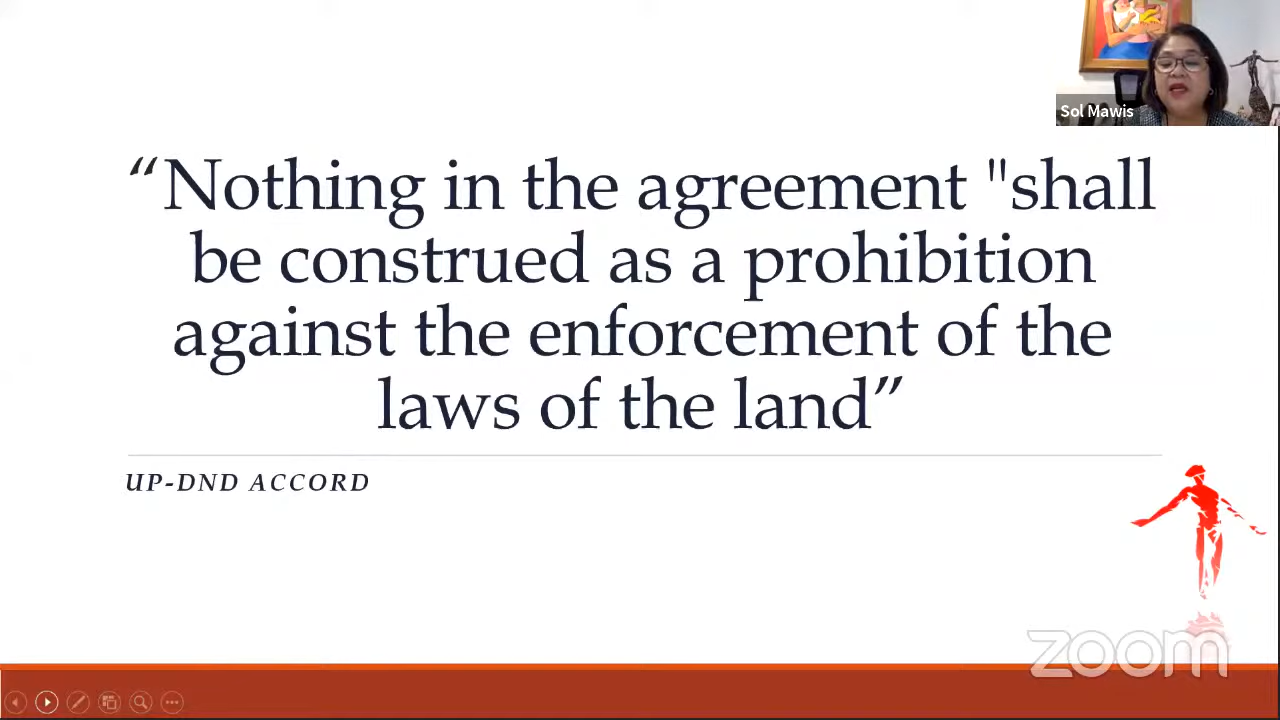 Sol Mawis
“Nothing in the agreement "shall
be construed as a prohibition
against the enforcement of the
laws of the land”
UP-DND ACCORD
zoom